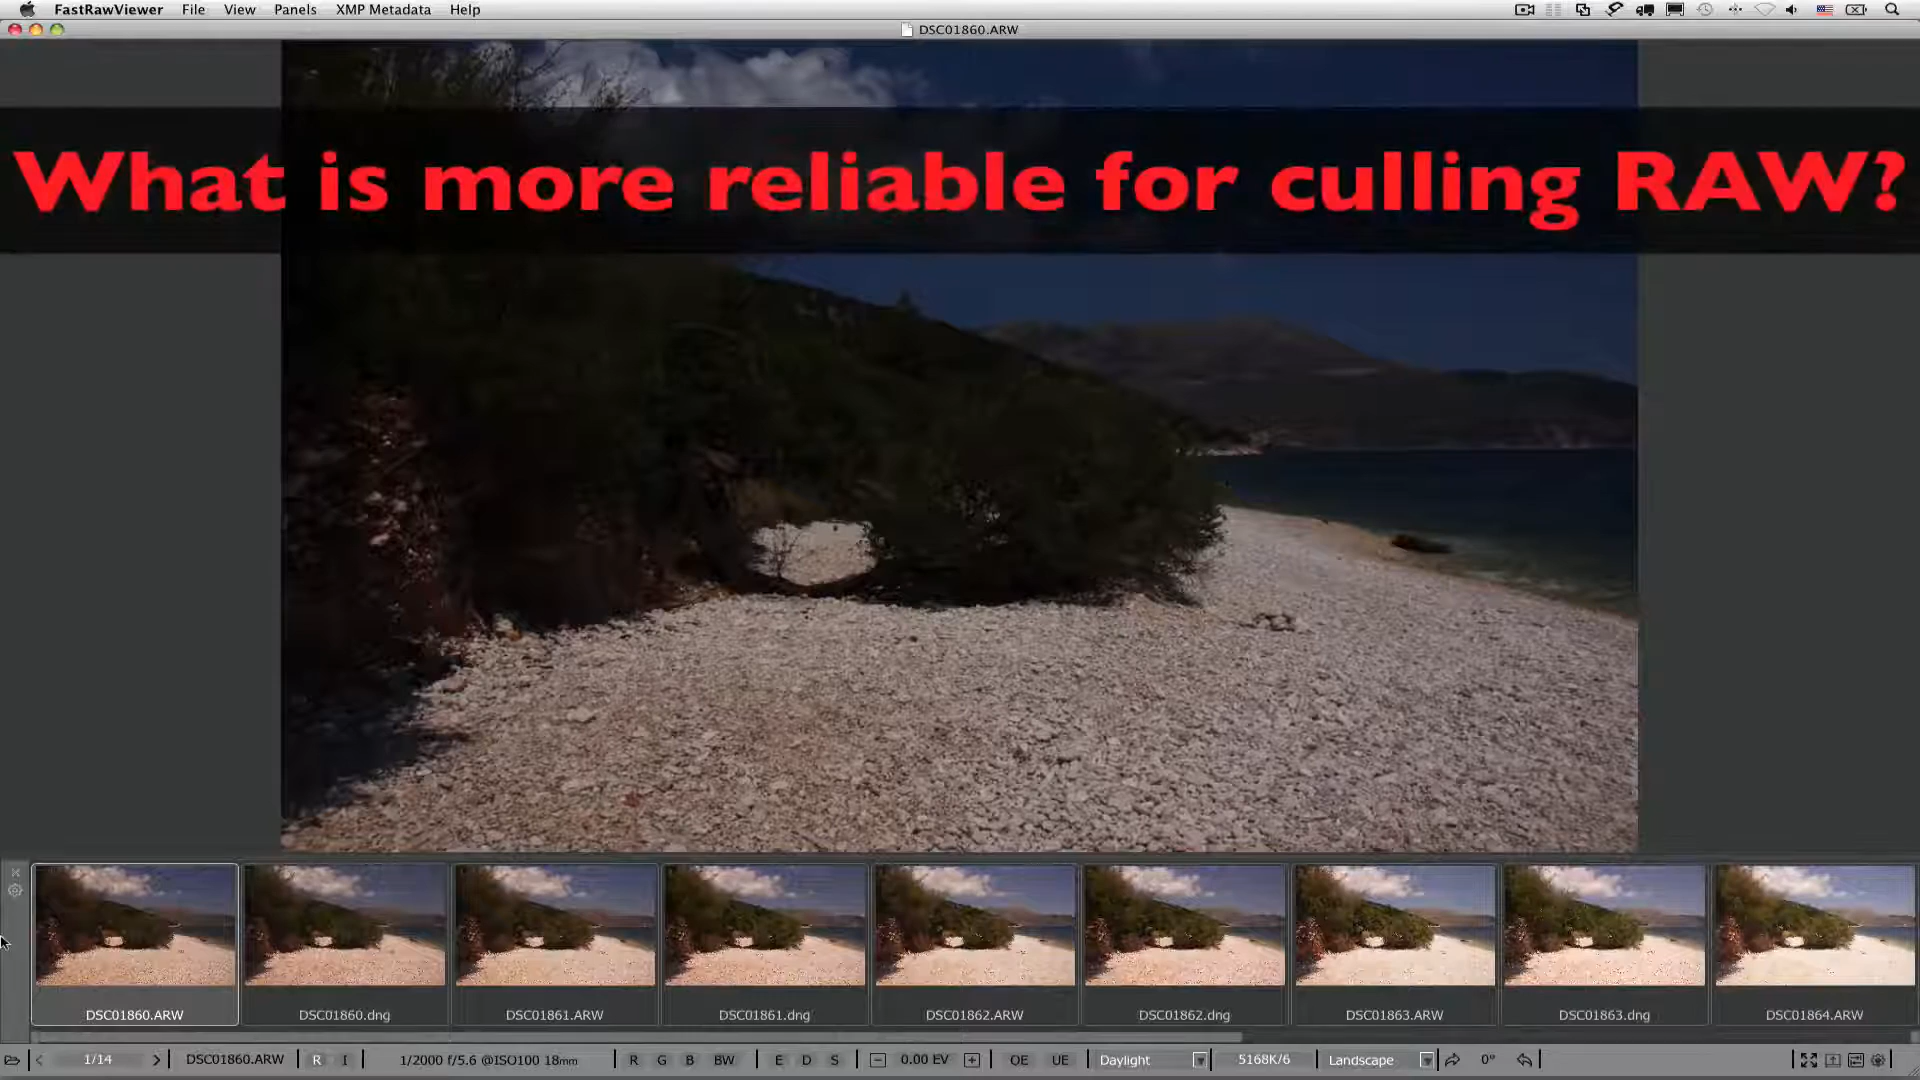 FastRawViewer File View Panels XMP Metadata Help
DSC01860.ARW
What is more reliable for culling RAW?
DSC01860.ARW DSC01860.dng DSC01861.ARW DSC01861.dng DSC01862.ARW DSC01862.dng DSC01863.ARW DSC01863.dng DSC01864.ARW
1/14 DSC01860.ARW R I 1/2000 f/5.6 @ISO100 18mm R G B BW E D S 0.00 EV OE UE Daylight 5168K/6 Landscape 0°